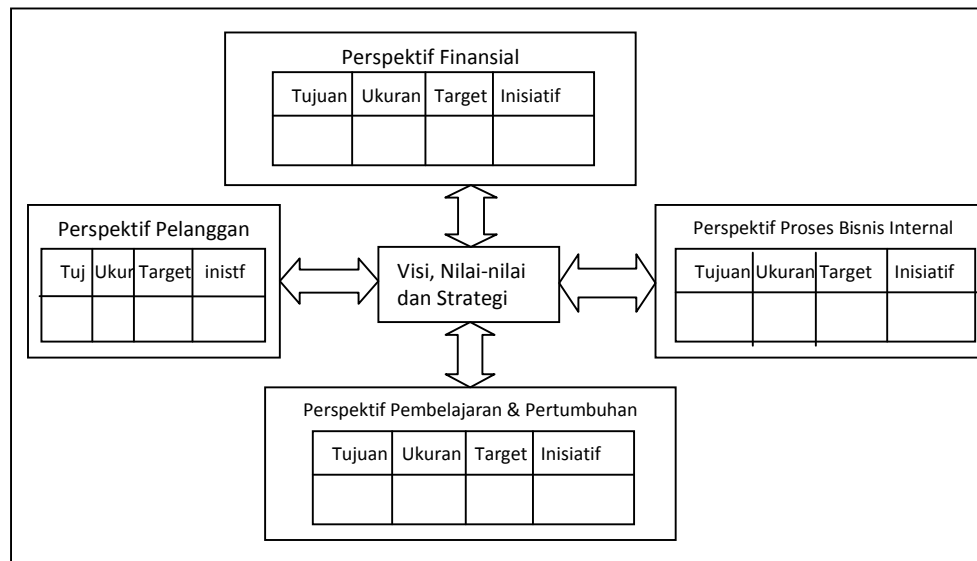 Perspektif Finansial
Tujuan Ukuran Target Inisiatif
Perspektif Pelanggan
Tuj Ukur Target inistf
Visi, Nilai-nilai
dan Strategi
Perspektif Proses Bisnis Internal
Tujuan Ukuran Target Inisiatif
Perspektif Pembelajaran & Pertumbuhan
Tujuan Ukuran Target Inisiatif